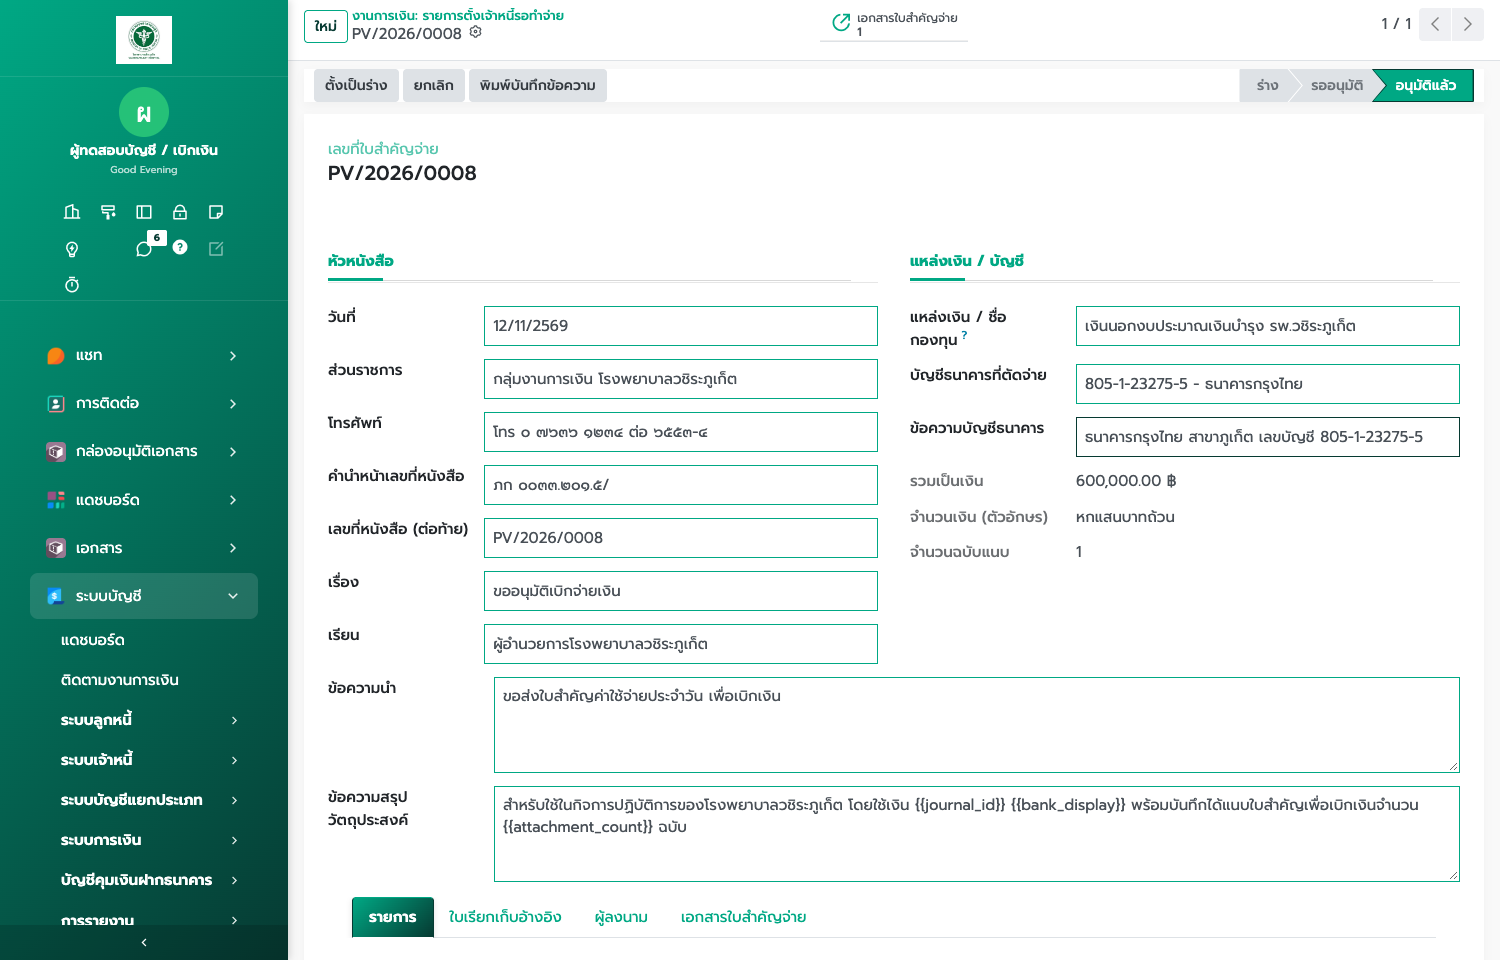 ผ
ผู้ทดสอบบัญชี / เบิกเงิน
Good Evening
6
?
แชท
การติดต่อ
กล่องอนุมัติเอกสาร
แดชบอร์ด
เอกสาร
ระบบบัญชี
แดชบอร์ด
ติดตามงานการเงิน
ระบบลูกหนี้
ระบบเจ้าหนี้
ระบบบัญชีแยกประเภท
ระบบการเงิน
บัญชีคุมเงินฝากธนาคาร
การรายงาน
ใหม่
งานการเงิน: รายการตั้งเจ้าหนี้รอทำจ่าย
PV/2026/0008
เอกสารใบสำคัญจ่าย
1
1 / 1
ตั้งเป็นร่าง
ยกเลิก
พิมพ์บันทึกข้อความ
ร่าง
รออนุมัติ
อนุมัติแล้ว
เลขที่ใบสำคัญจ่าย
PV/2026/0008
หัวหนังสือ
วันที่
12/11/2569
ส่วนราชการ
กลุ่มงานการเงิน โรงพยาบาลวชิระภูเก็ต
โทรศัพท์
โทร ๐ ๗๖๓๖ ๑๒๓๔ ต่อ ๖๕๕๓-๔
คำนำหน้าเลขที่หนังสือ
ภก ๐๐๓๓.๒๐๑.๕/
เลขที่หนังสือ (ต่อท้าย)
PV/2026/0008
เรื่อง
ขออนุมัติเบิกจ่ายเงิน
เรียน
ผู้อำนวยการโรงพยาบาลวชิระภูเก็ต
แหล่งเงิน / บัญชี
แหล่งเงิน / ชื่อ
กองทุน ?
เงินนอกงบประมาณเงินบำรุง รพ.วชิระภูเก็ต
บัญชีธนาคารที่ตัดจ่าย
805-1-23275-5 - ธนาคารกรุงไทย
ข้อความบัญชีธนาคาร
ธนาคารกรุงไทย สาขาภูเก็ต เลขบัญชี 805-1-23275-5
รวมเป็นเงิน
600,000.00 ฿
จำนวนเงิน (ตัวอักษร)
หกแสนบาทถ้วน
จำนวนฉบับแนบ
1
ข้อความนำ
ขอส่งใบสำคัญค่าใช้จ่ายประจำวัน เพื่อเบิกเงิน
ข้อความสรุป
วัตถุประสงค์
สำหรับใช้ในกิจการปฏิบัติการของโรงพยาบาลวชิระภูเก็ต โดยใช้เงิน {{journal_id}} {{bank_display}} พร้อมบันทึกได้แนบใบสำคัญเพื่อเบิกเงินจำนวน
{{attachment_count}} ฉบับ
รายการ
ใบเรียกเก็บอ้างอิง
ผู้ลงนาม
เอกสารใบสำคัญจ่าย